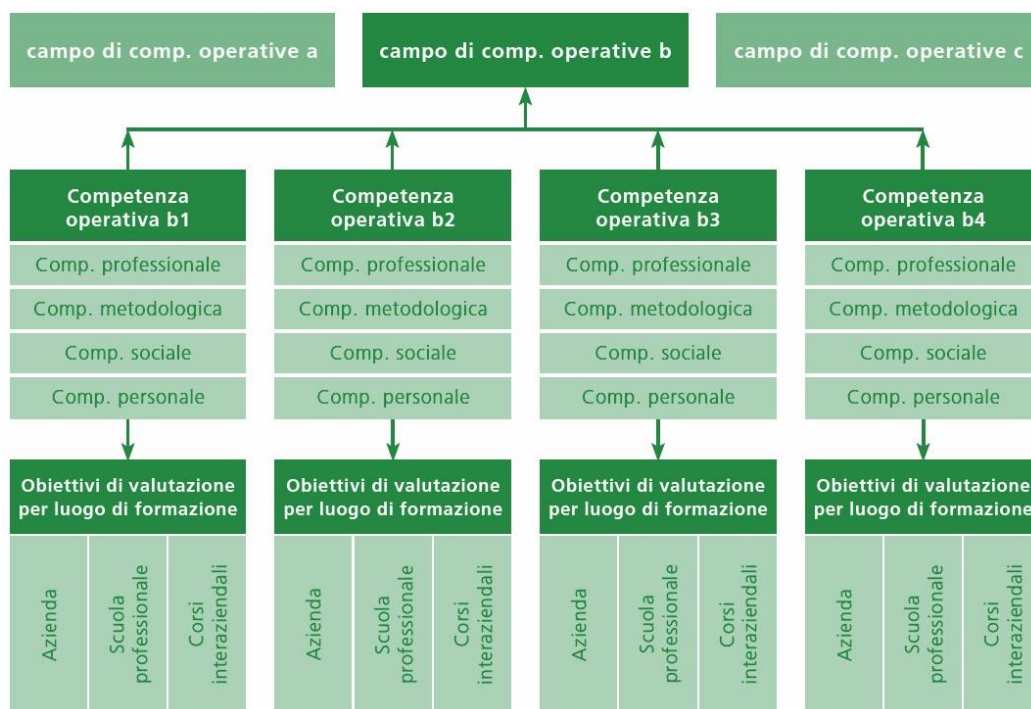 campo di comp. operative a
campo di comp. operative b
campo di comp. operative c
Competenza
operativa b1
Competenza
operativa b2
Competenza
operativa b3
Competenza
operativa b4
Comp. professionale
Comp. professionale
Comp. professionale
Comp. professionale
Comp. metodologica
Comp. metodologica
Comp. metodologica
Comp. metodologica
Comp. sociale
Comp. sociale
Comp. sociale
Comp. sociale
Comp. personale
Comp. personale
Comp. personale
Comp. personale
Obiettivi di valutazione
per luogo di formazione
Obiettivi di valutazione
per luogo di formazione
Obiettivi di valutazione
per luogo di formazione
Obiettivi di valutazione
per luogo di formazione
Azienda
Scuola
professionale
Corsi
interaziendali
Azienda
Scuola
professionale
Corsi
interaziendali
Azienda
Scuola
professionale
Corsi
interaziendali
Azienda
Scuola
professionale
Corsi
interaziendali